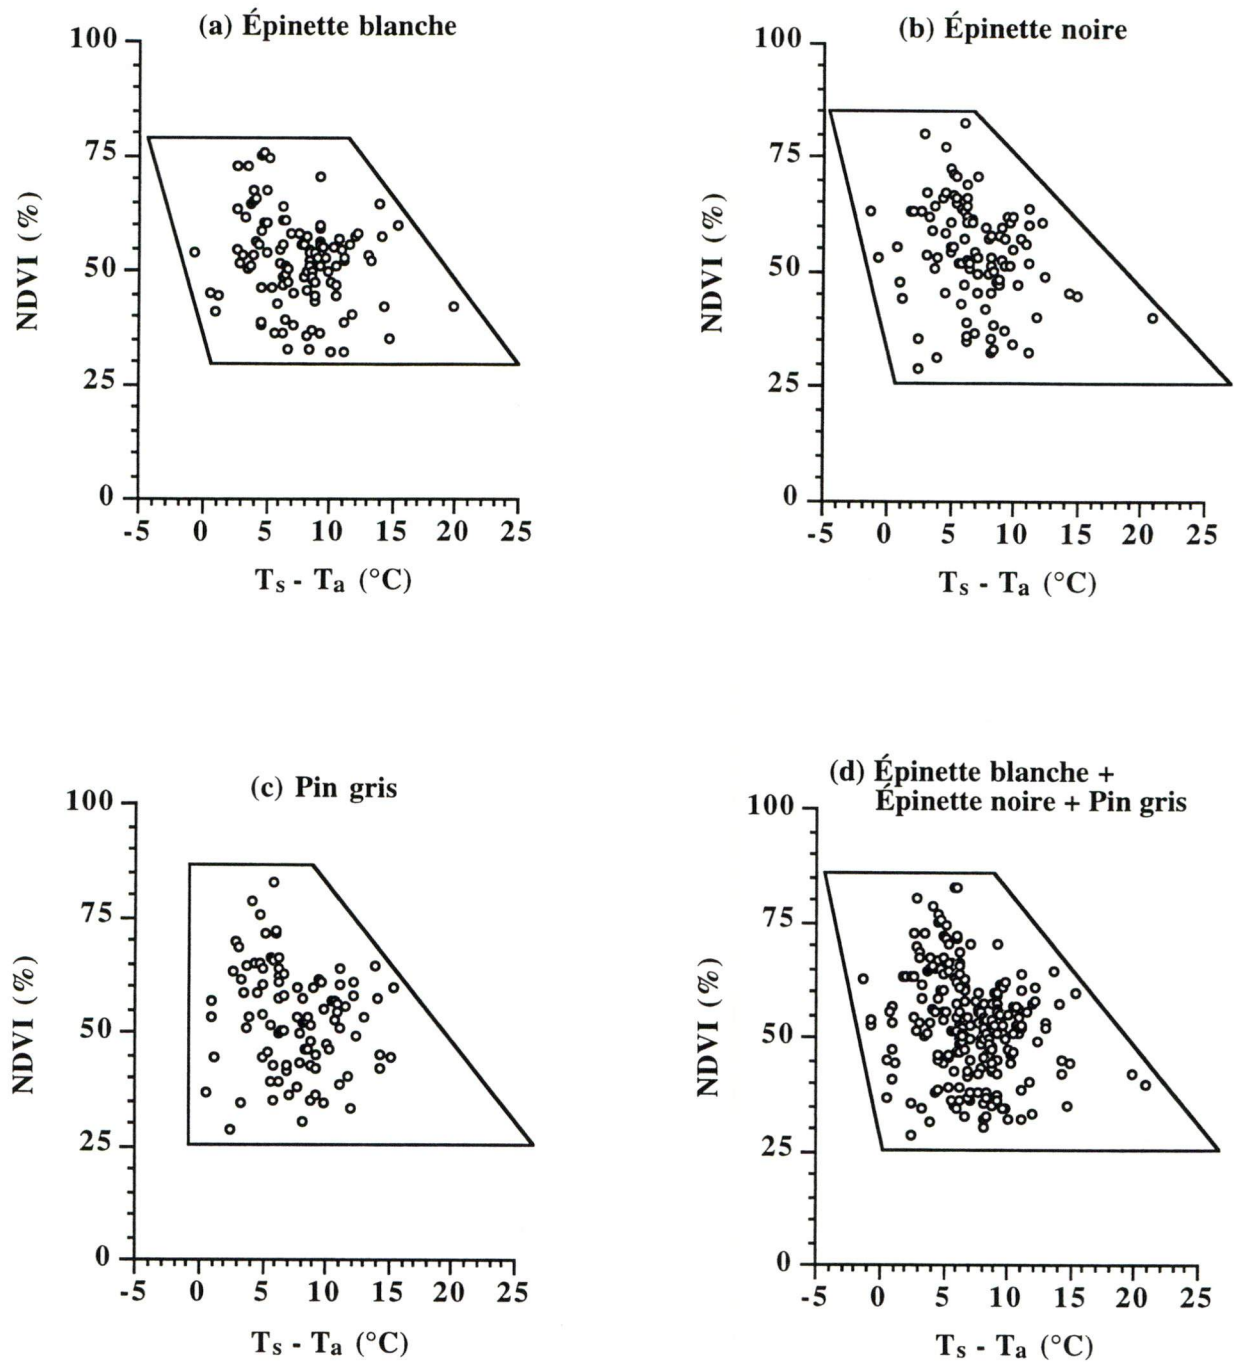 (a) Épinette blanche
100
75
50
25
0
-5 0 5 10 15 20 25
NDVI (%)
Ts - Ta (°C)
(b) Épinette noire
100
75
50
25
0
-5 0 5 10 15 20 25
NDVI (%)
Ts - Ta (°C)
(c) Pin gris
100
75
50
25
0
-5 0 5 10 15 20 25
NDVI (%)
Ts - Ta (°C)
(d) Épinette blanche +
Épinette noire + Pin gris
100
75
50
25
0
-5 0 5 10 15 20 25
NDVI (%)
Ts - Ta (°C)